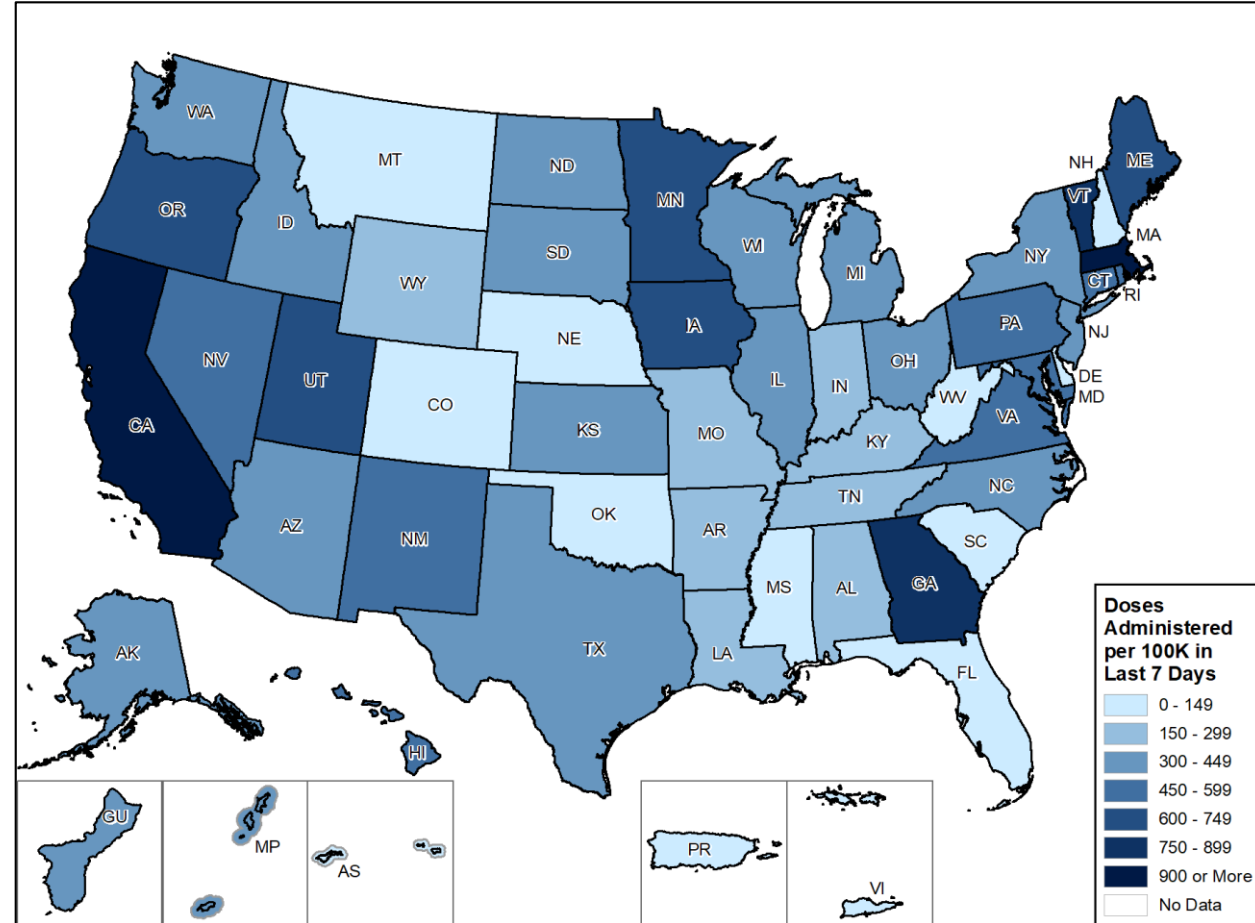 WA
MT
ND
MN
NH
ME
VT
OR
ID
SD
WI
MI
NY
MA
WY
CT
RI
NE
IA
PA
NJ
NV
UT
CO
IL
IN
OH
DE
MD
CA
KS
MO
WV
VA
KY
NC
TN
AZ
NM
OK
AR
SC
MS
AL
GA
TX
LA
FL
AK
HI
GU
MP
AS
PR
VI
Doses
Administered
per 100K in
Last 7 Days
0 - 149
150 - 299
300 - 449
450 - 599
600 - 749
750 - 899
900 or More
No Data